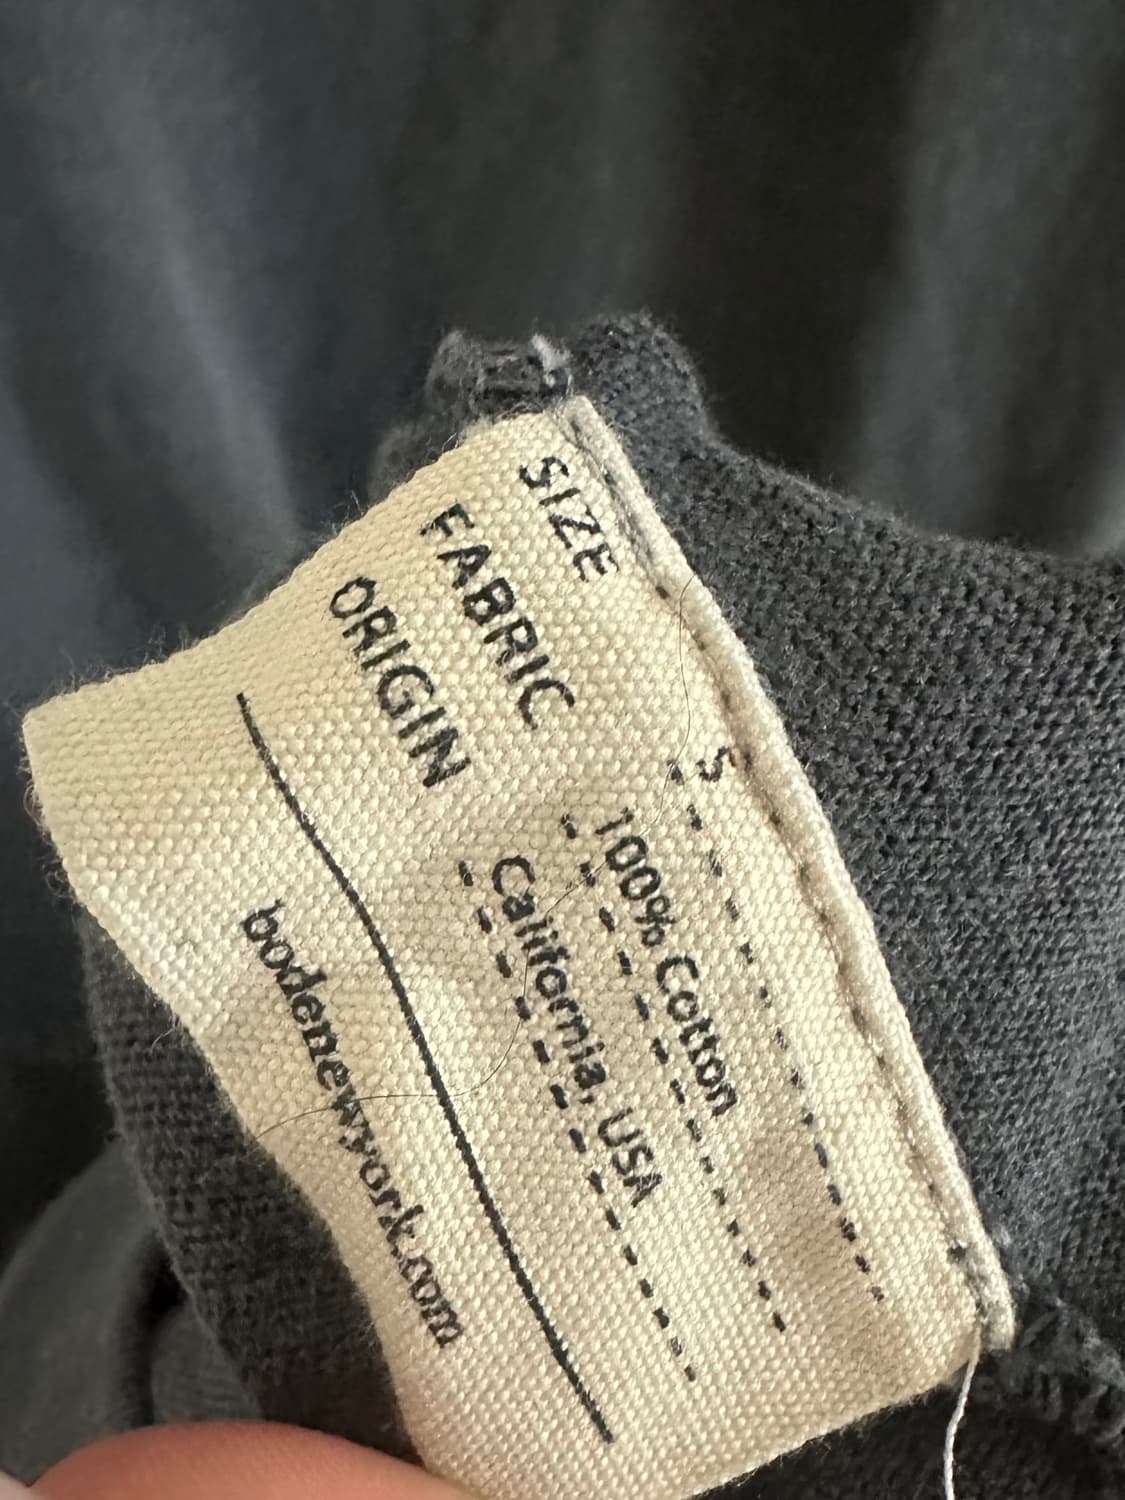 SIZE S
FABRIC 100% Cotton
ORIGIN California, USA
bodenewyork.com